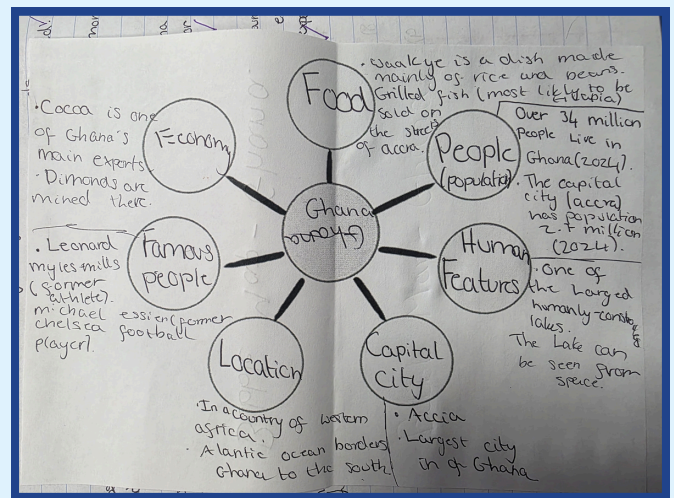 Ghana
Ghana
Food
• Waakye is a dish made
mainly of rice and beans.
Grilled fish (most likely to be
tilapia)
sold on
the street
of accra.
People
(population)
Over 34 million
People Live in
Ghana (2024).
• The capital
city (accra)
has population
2.7 million
(2024).
Human
Features
• One of
the Larged
humanly-consto
lakes.
The Lake can
be seen from
space.
Capital
city
• Accia
• Largest city
in of Ghana
Location
• In a country of western
africa.
• Alantic ocean borders
Ghana to the south
Famous
people
• Leonard
myles mills
(former
athlete).
michael essien (former
chelsea football
player).
Economy
• Cocoa is one
of Ghana's
main exports
• Dimonds are
mined there.